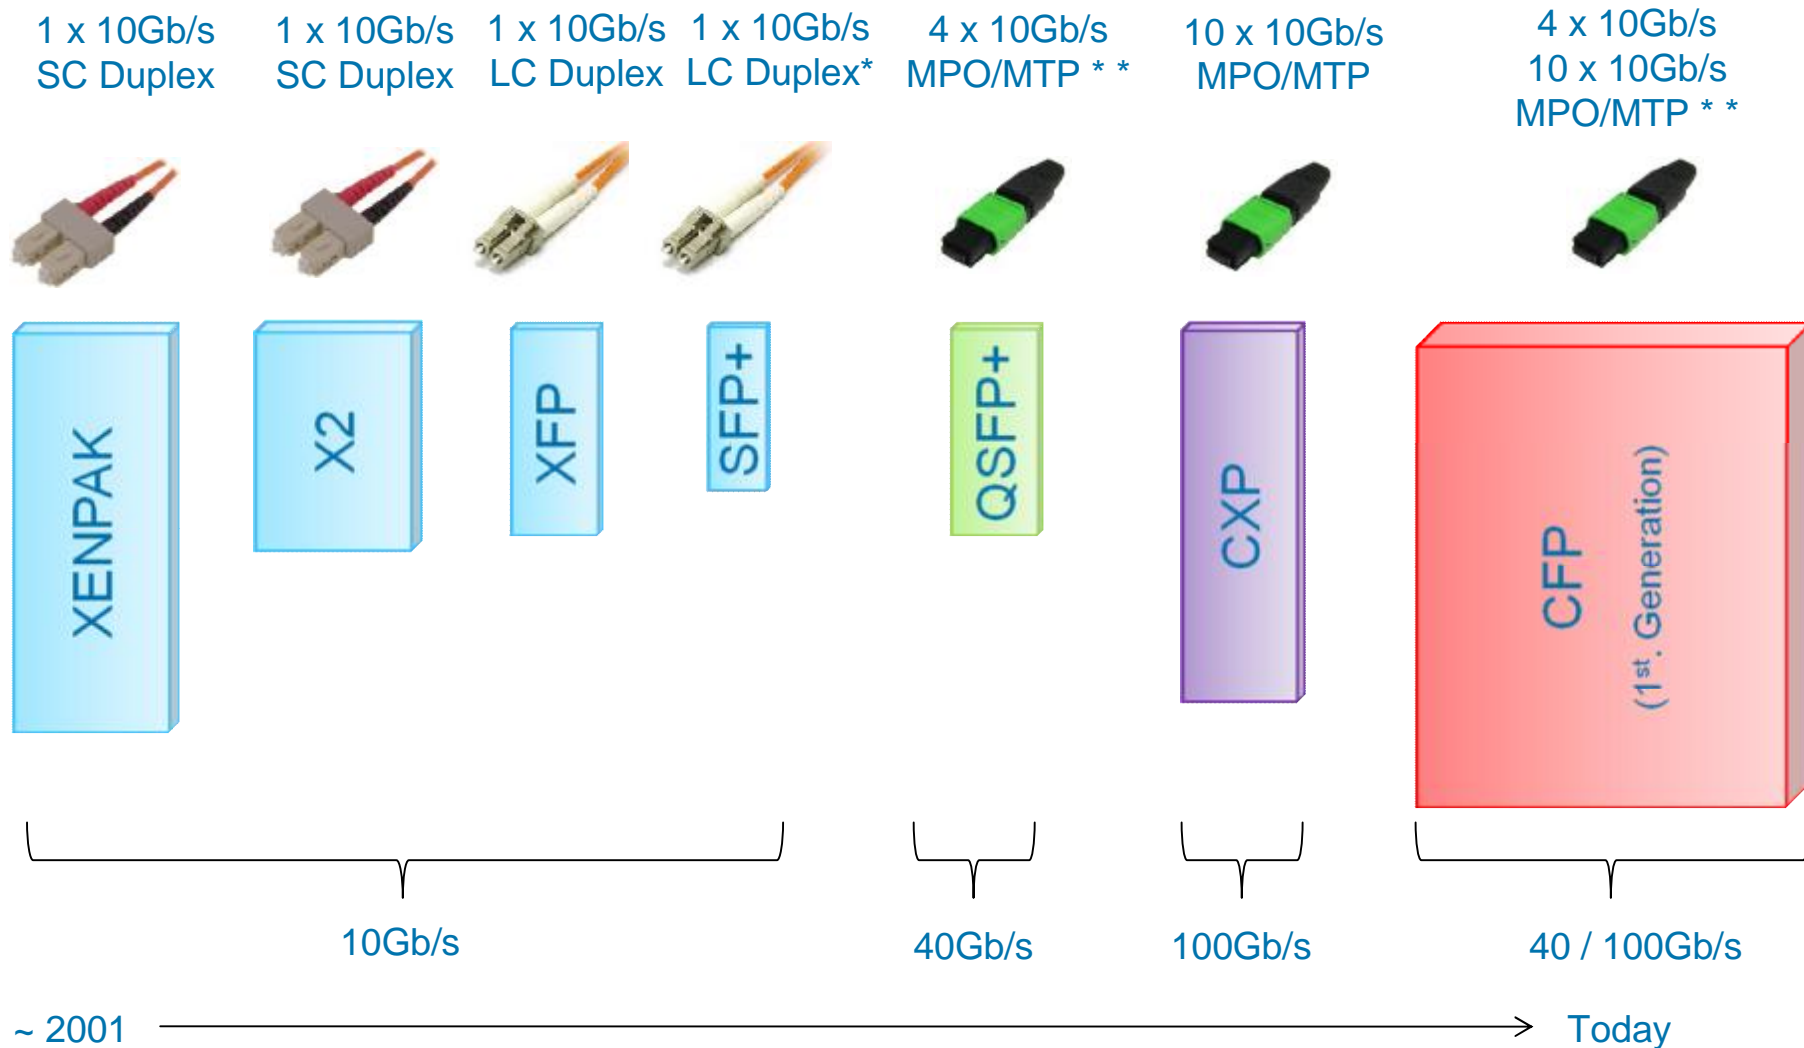 1 x 10Gb/s
SC Duplex
1 x 10Gb/s
SC Duplex
1 x 10Gb/s
LC Duplex
1 x 10Gb/s
LC Duplex*
4 x 10Gb/s
MPO/MTP * *
10 x 10Gb/s
MPO/MTP
4 x 10Gb/s
10 x 10Gb/s
MPO/MTP * *
XENPAK
X2
XFP
SFP+
QSFP+
CXP
CFP
(1st. Generation)
10Gb/s
40Gb/s
100Gb/s
40 / 100Gb/s
~ 2001
Today